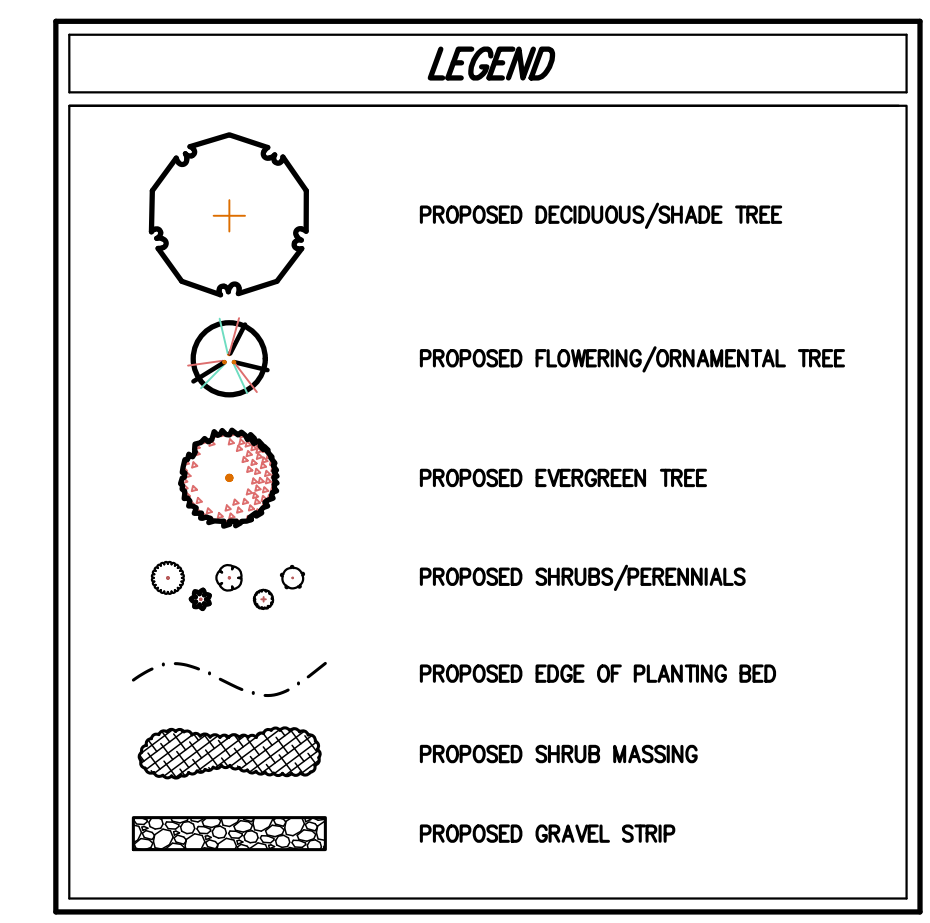 LEGEND
PROPOSED DECIDUOUS/SHADE TREE
PROPOSED FLOWERING/ORNAMENTAL TREE
PROPOSED EVERGREEN TREE
PROPOSED SHRUBS/PERENNIALS
PROPOSED EDGE OF PLANTING BED
PROPOSED SHRUB MASSING
PROPOSED GRAVEL STRIP